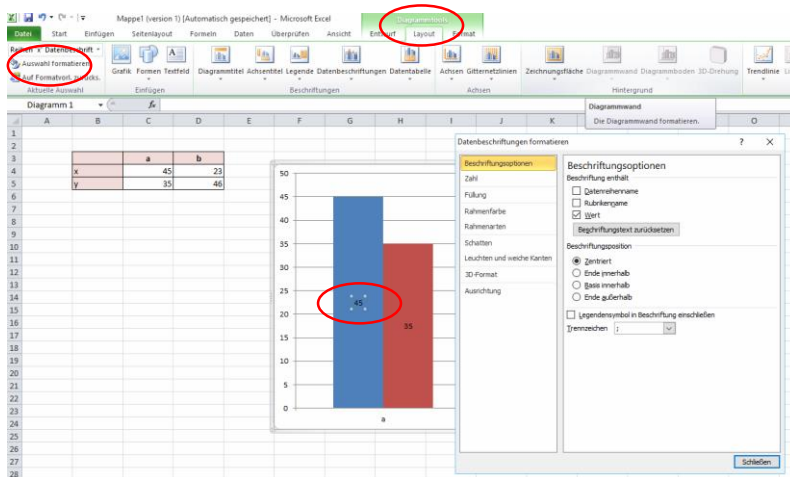 Mappe1 (version 1) [Automatisch gespeichert] - Microsoft Excel
Diagrammtools
Datei Start Einfügen Seitenlayout Formeln Daten Überprüfen Ansicht Entwurf Layout Format
Auswahl formatieren
Auf Formatvorl. zurücks.
Aktuelle Auswahl
Grafik Formen Textfeld
Einfügen
Diagrammtitel Achsentitel Legende Datenbeschriftungen Datentabelle
Beschriftungen
Achsen Gitternetzlinien
Achsen
Zeichnungsfläche Diagrammwand Diagrammboden 3D-Drehung
Hintergrund
Trendlinie
Diagramm 1 fx
Diagrammwand
Die Diagrammwand formatieren.
A B C D E F G H I J K O
1
2
3 a b
4 x 45 23
5 y 35 46
6
7
8
9
10
11
12
13
14
15
16
17
18
19
20
21
22
23
24
25
26
27
28
50
45
40
35
30
25
20
15
10
5
0
45
35
a
Datenbeschriftungen formatieren ? X
Beschriftungsoptionen
Zahl
Füllung
Rahmenfarbe
Rahmenarten
Schatten
Leuchten und weiche Kanten
3D-Format
Ausrichtung
Beschriftungsoptionen
Beschriftung enthält
Datenreihenname
Rubrikenname
Wert
Beschriftungstext zurücksetzen
Beschriftungsposition
Zentriert
Ende innerhalb
Basis innerhalb
Ende außerhalb
Legendensymbol in Beschriftung einschließen
Trennzeichen ;
Schließen